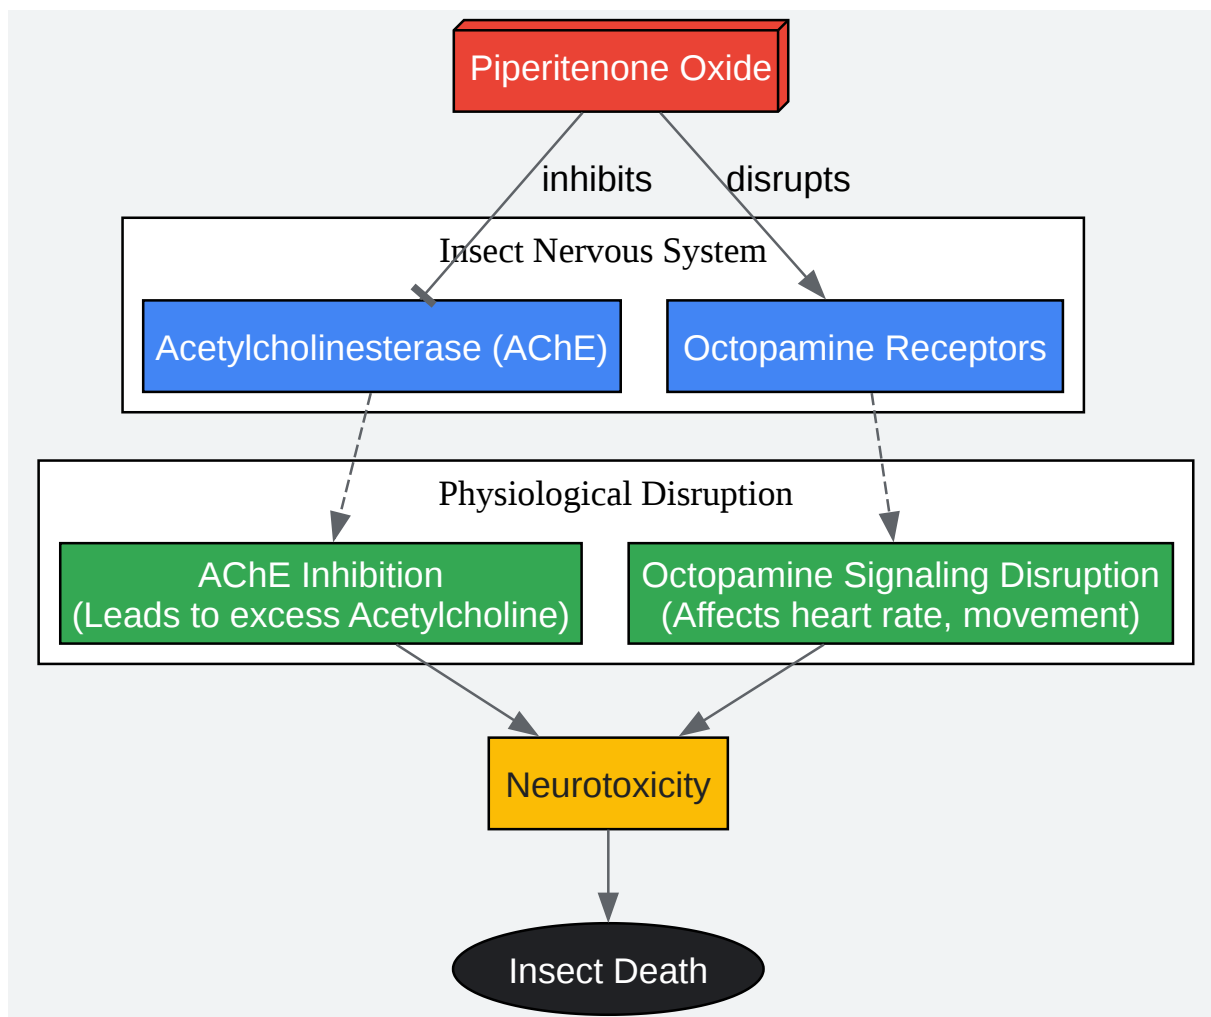 Piperitenone Oxide
inhibits
disrupts
Insect Nervous System
Acetylcholinesterase (AChE)
Octopamine Receptors
Physiological Disruption
AChE Inhibition
(Leads to excess Acetylcholine)
Octopamine Signaling Disruption
(Affects heart rate, movement)
Neurotoxicity
Insect Death